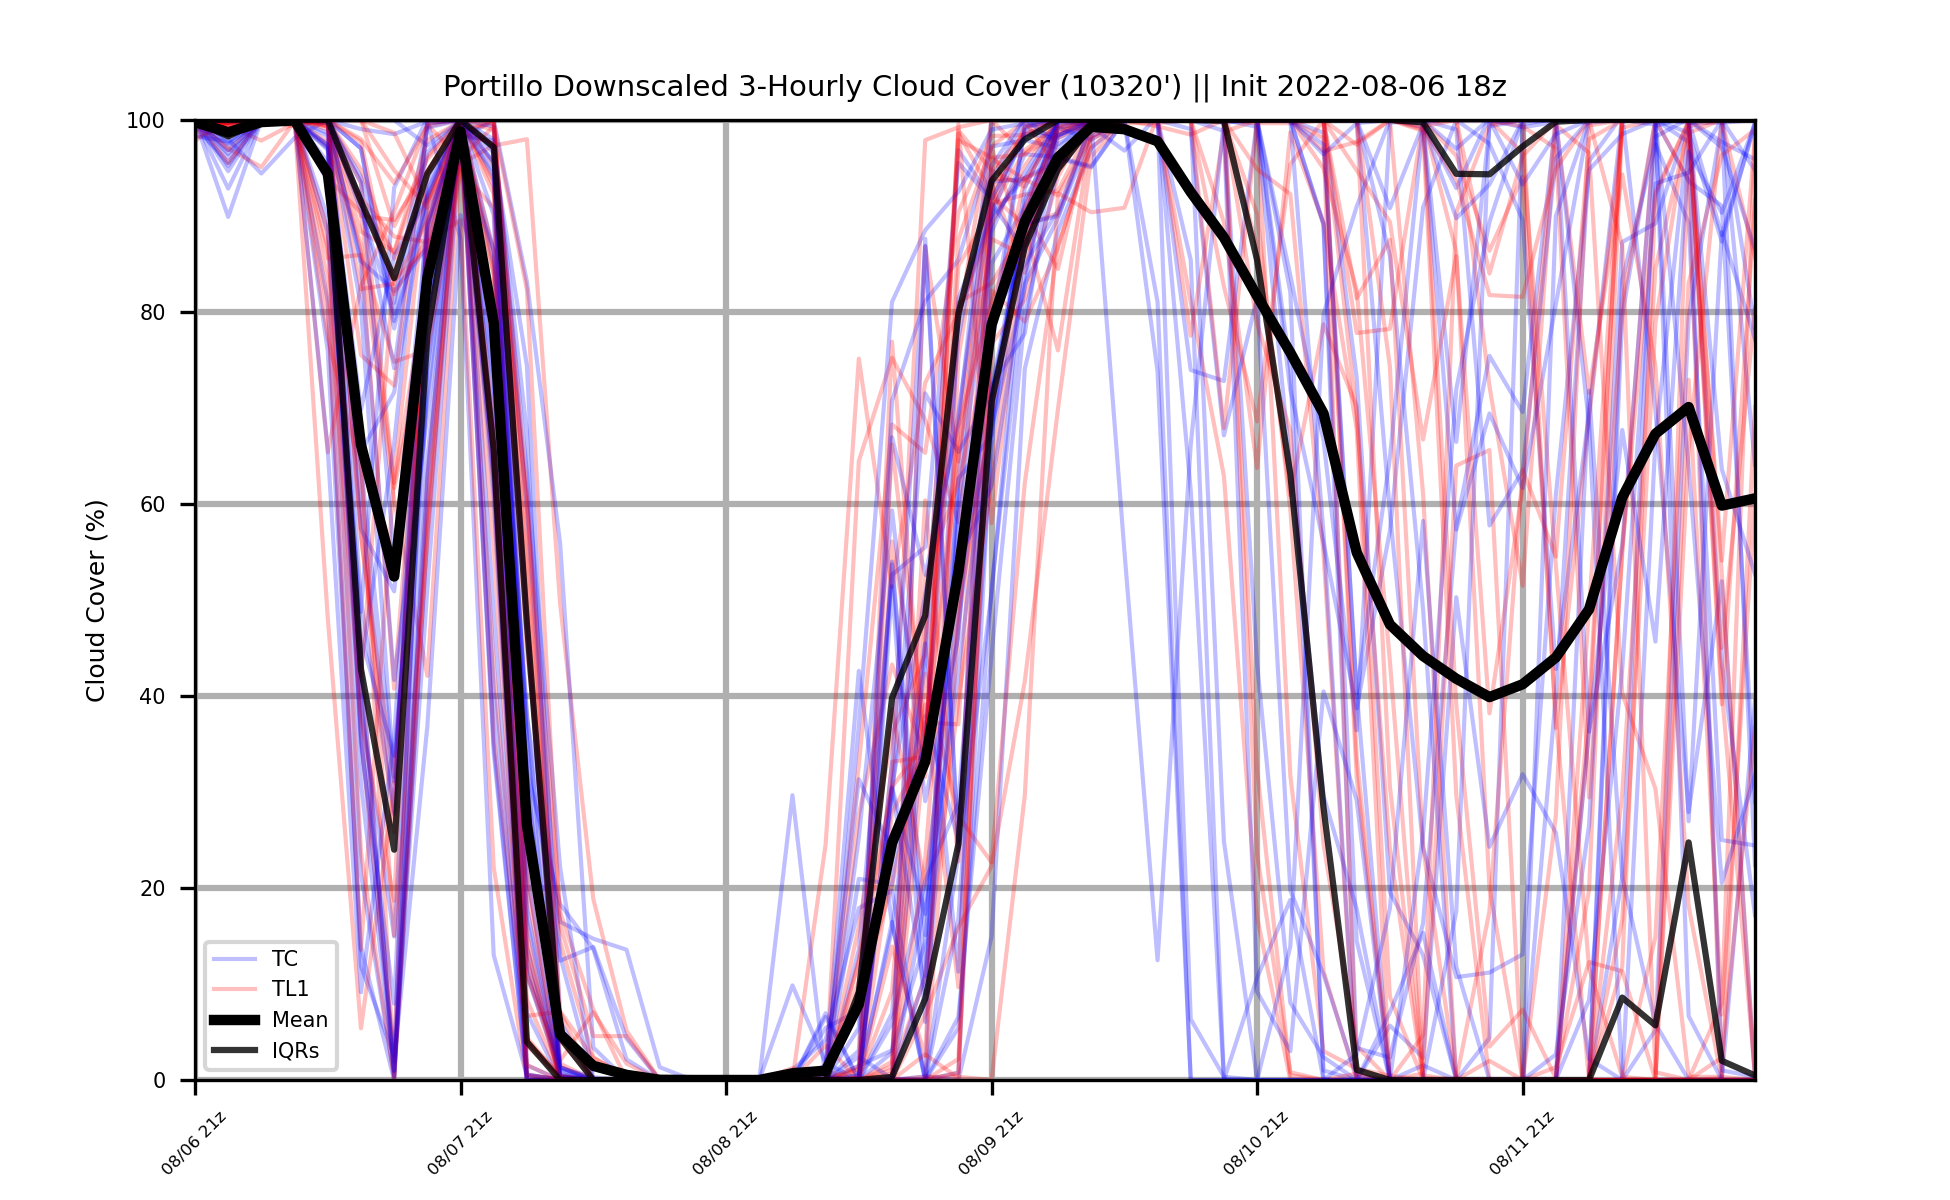 Portillo Downscaled 3-Hourly Cloud Cover (10320') || Init 2022-08-06 18z
Cloud Cover (%)
100
80
60
40
20
0
TC
TL1
Mean
IQRs
08/06 21z
08/07 21z
08/08 21z
08/09 21z
08/10 21z
08/11 21z